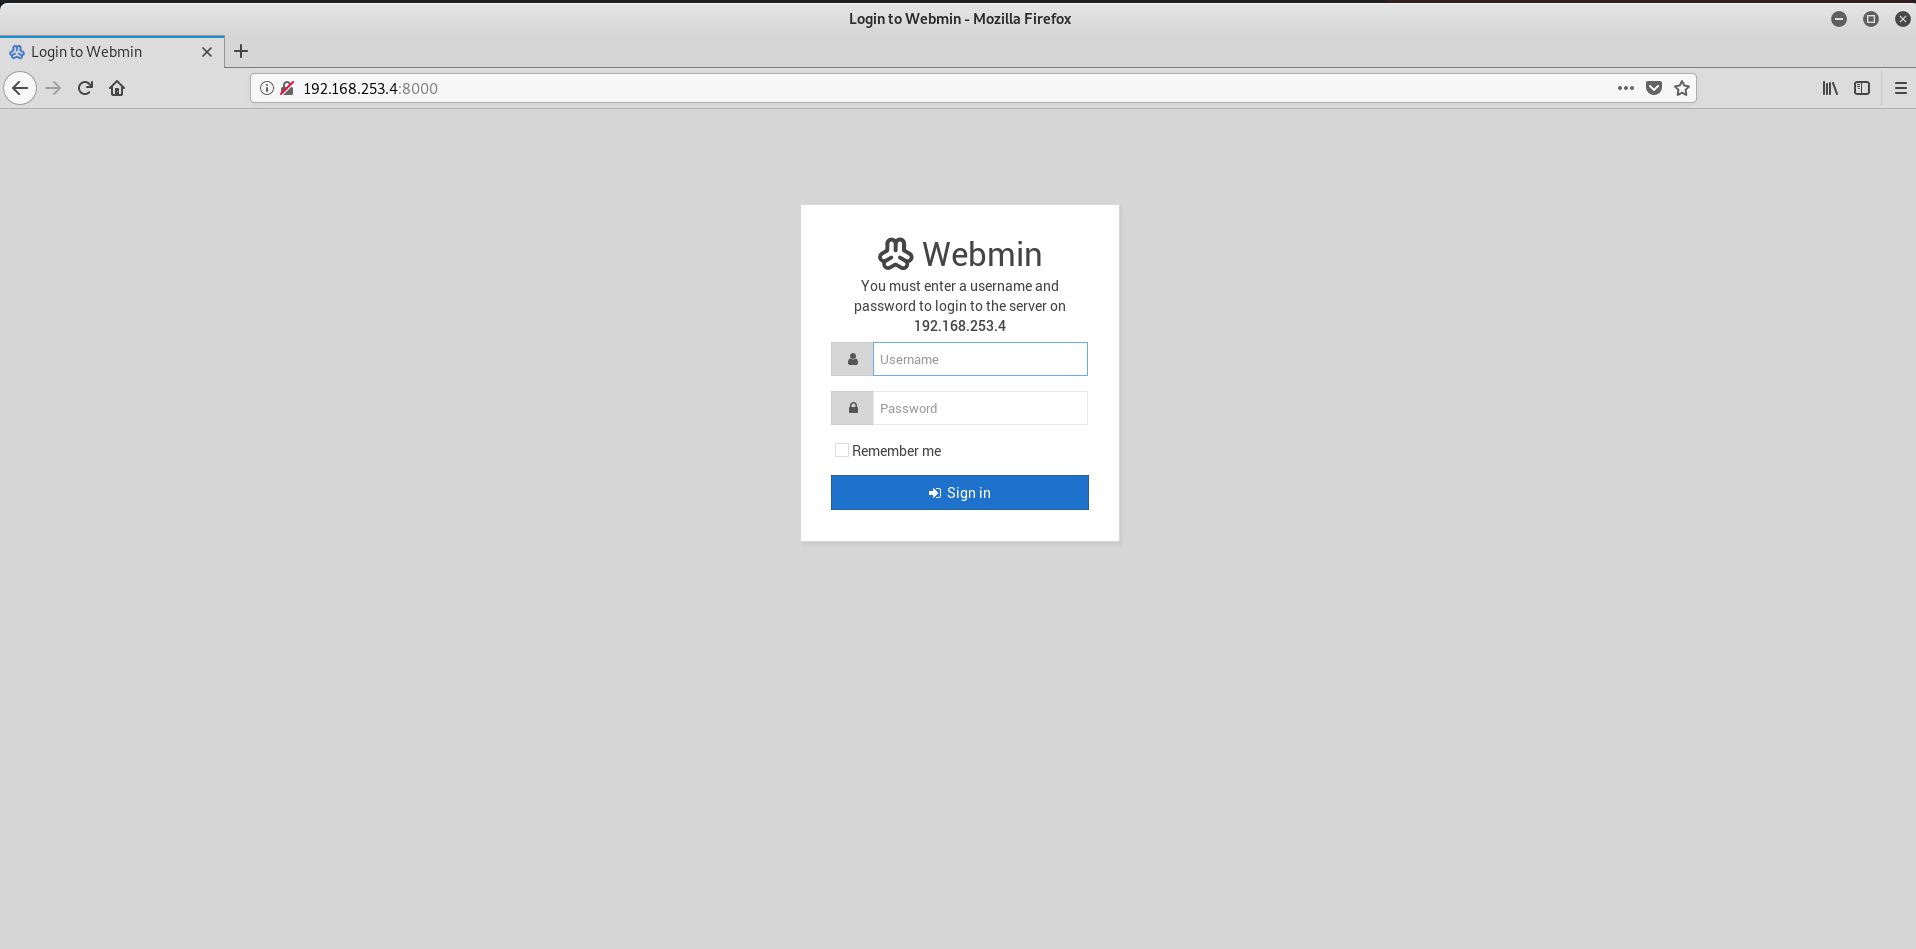 Login to Webmin - Mozilla Firefox
Login to Webmin
192.168.253.4:8000
Webmin
You must enter a username and
password to login to the server on
192.168.253.4
Username
Password
Remember me
Sign in